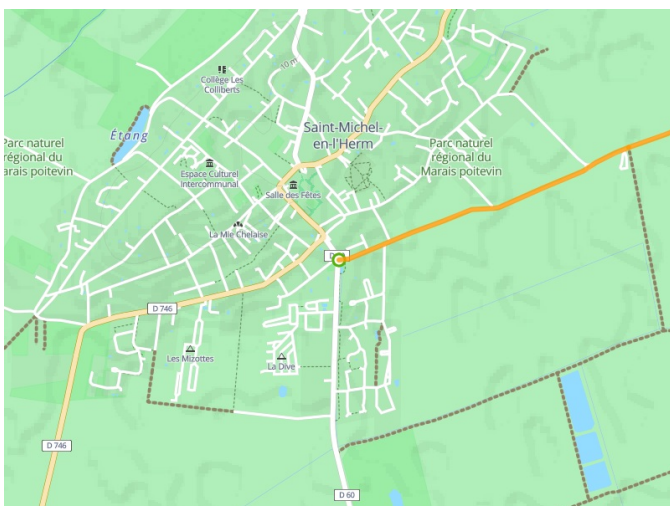 Collège Les
Colliberts
10 m
Étang
Saint-Michel-
en-l'Herm
Parc naturel
régional du
Marais poitevin
Parc naturel
régional du
Marais poitevin
Espace Culturel
Intercommunal
Salle des Fêtes
La Mie Chelaise
D
D 746
Les Mizottes
La Dive
D 746
D 60